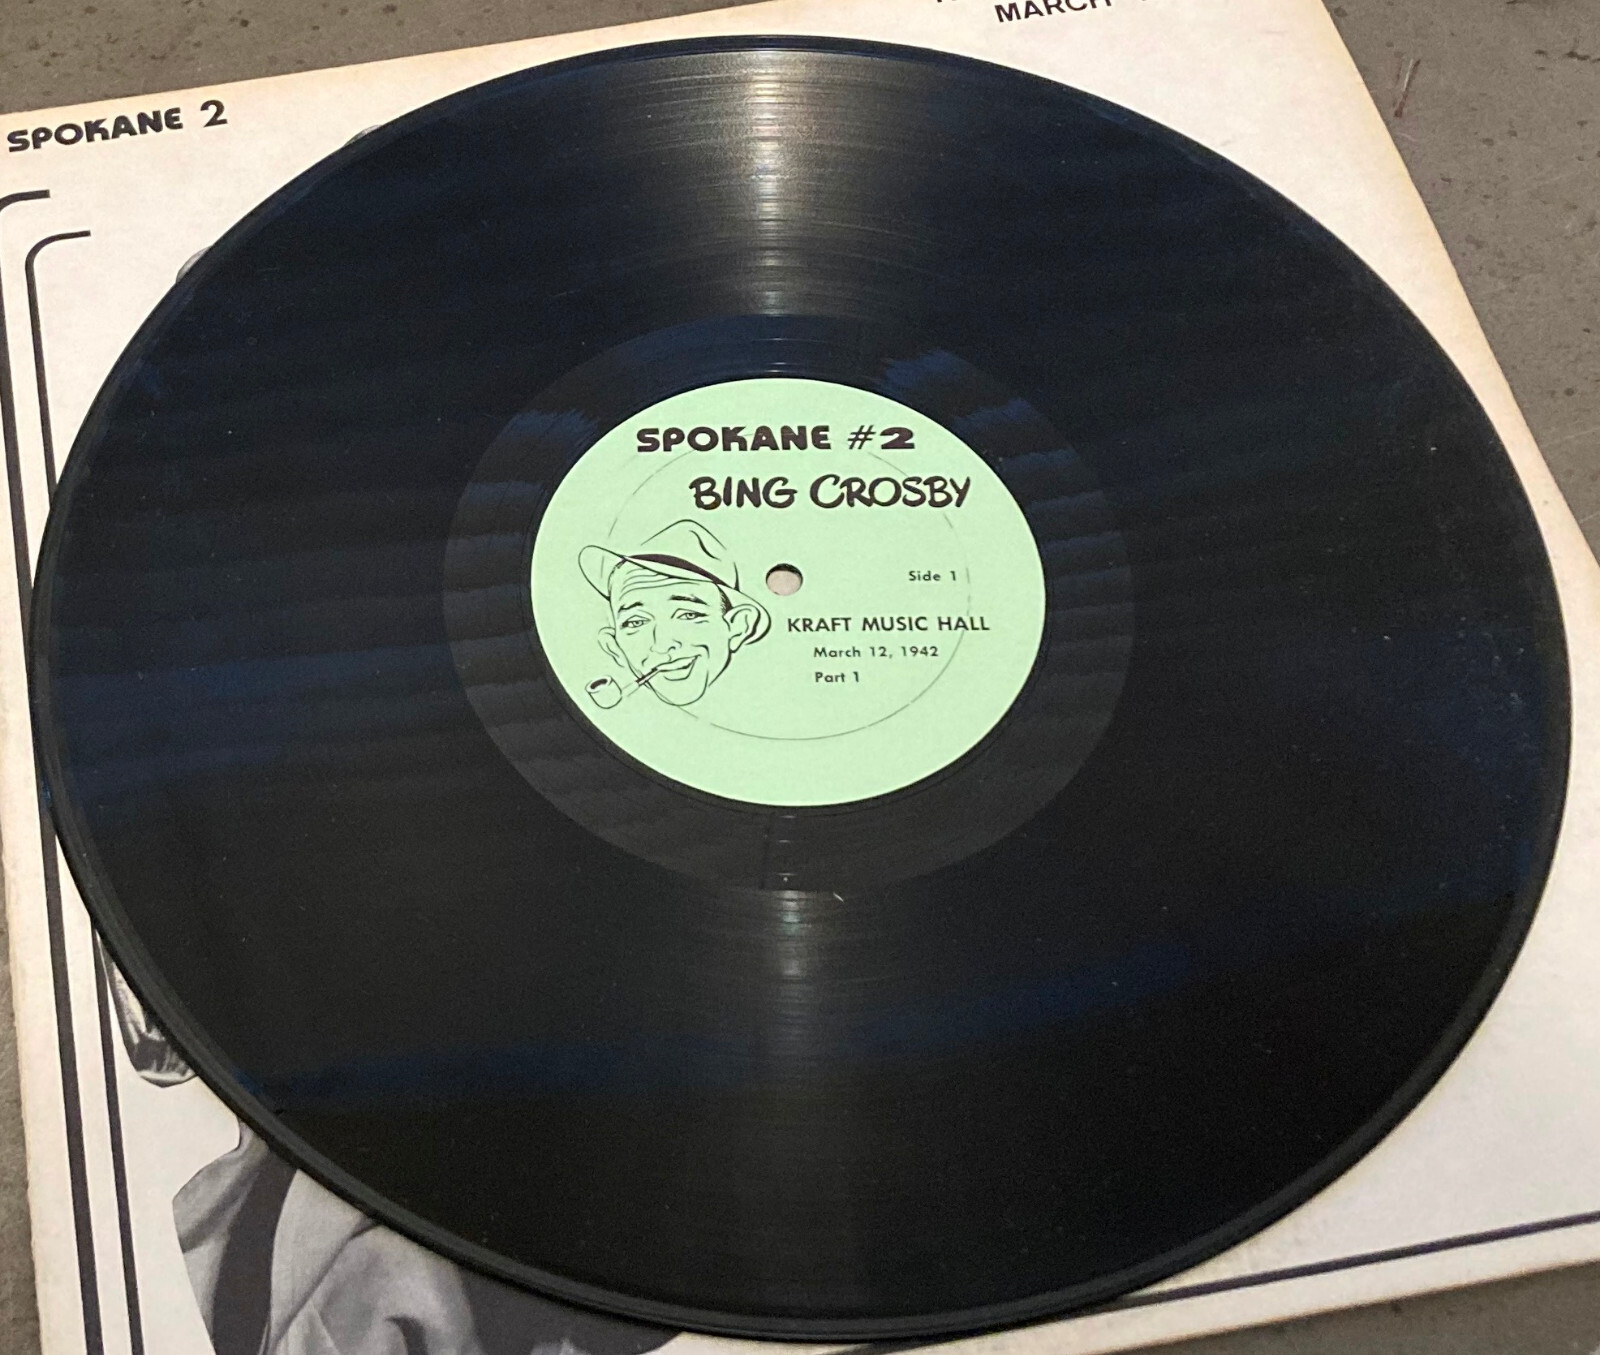 MARCH
SPOKANE 2
SPOKANE #2
BING CROSBY
Side 1
KRAFT MUSIC HALL
March 12, 1942
Part 1